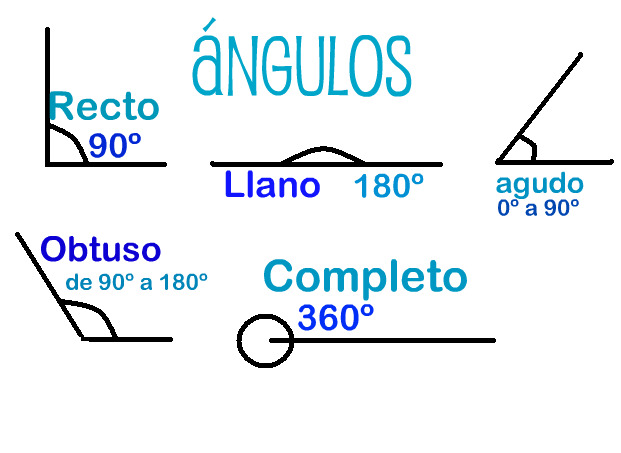 ÁNGULOS
Recto
90º
Llano 180º
agudo
0º a 90º
Obtuso
de 90º a 180º
Completo
360º